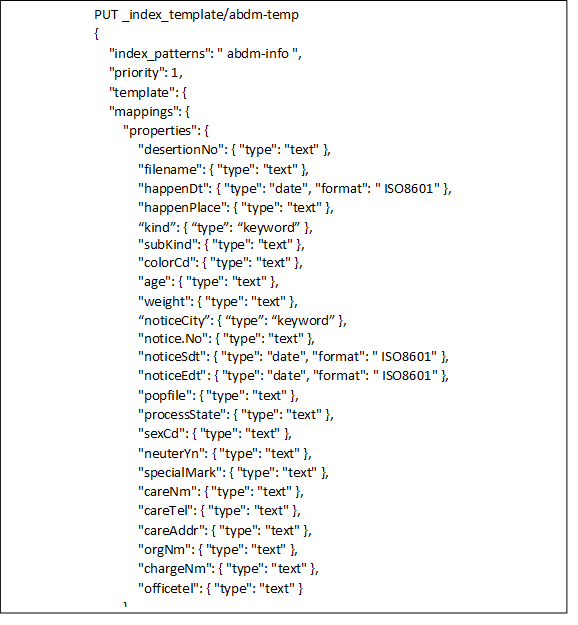 PUT _index_template/abdm-temp
{
"index_patterns": " abdm-info ",
"priority": 1,
"template": {
"mappings": {
"properties": {
"desertionNo": { "type": "text" },
"filename": { "type": "text" },
"happenDt": { "type": "date", "format": " ISO8601" },
"happenPlace": { "type": "text" },
“kind”: { “type”: “keyword” },
"subKind": { "type": "text" },
"colorCd": { "type": "text" },
"age": { "type": "text" },
"weight": { "type": "text" },
“noticeCity”: { “type”: “keyword” },
"notice.No": { "type": "text" },
"noticeSdt": { "type": "date", "format": " ISO8601" },
"noticeEdt": { "type": "date", "format": " ISO8601" },
"popfile": { "type": "text" },
"processState": { "type": "text" },
"sexCd": { "type": "text" },
"neuterYn": { "type": "text" },
"specialMark": { "type": "text" },
"careNm": { "type": "text" },
"careTel": { "type": "text" },
"careAddr": { "type": "text" },
"orgNm": { "type": "text" },
"chargeNm": { "type": "text" },
"officetel": { "type": "text" }
}